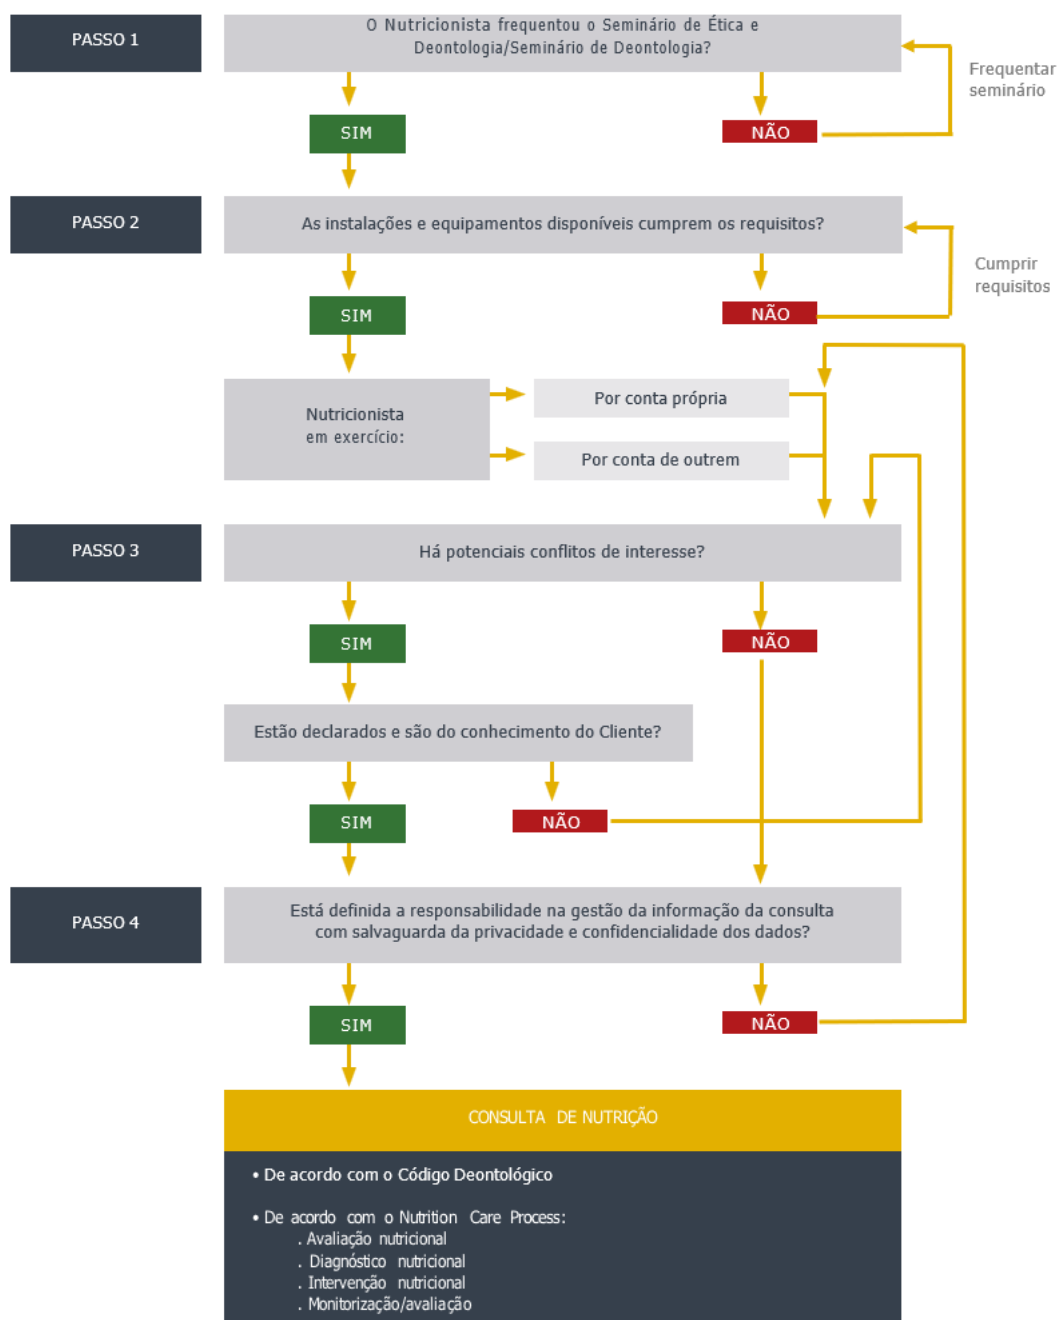 PASSO 1
O Nutricionista frequentou o Seminário de Ética e
Deontologia/Seminário de Deontologia?
Frequentar
seminário
SIM
NÃO
PASSO 2
As instalações e equipamentos disponíveis cumprem os requisitos?
Cumprir
requisitos
SIM
NÃO
Nutricionista
em exercício:
Por conta própria
Por conta de outrem
PASSO 3
Há potenciais conflitos de interesse?
SIM
NÃO
Estão declarados e são do conhecimento do Cliente?
SIM
NÃO
PASSO 4
Está definida a responsabilidade na gestão da informação da consulta
com salvaguarda da privacidade e confidencialidade dos dados?
SIM
NÃO
CONSULTA DE NUTRIÇÃO
• De acordo com o Código Deontológico
• De acordo com o Nutrition Care Process:
. Avaliação nutricional
. Diagnóstico nutricional
. Intervenção nutricional
. Monitorização/avaliação